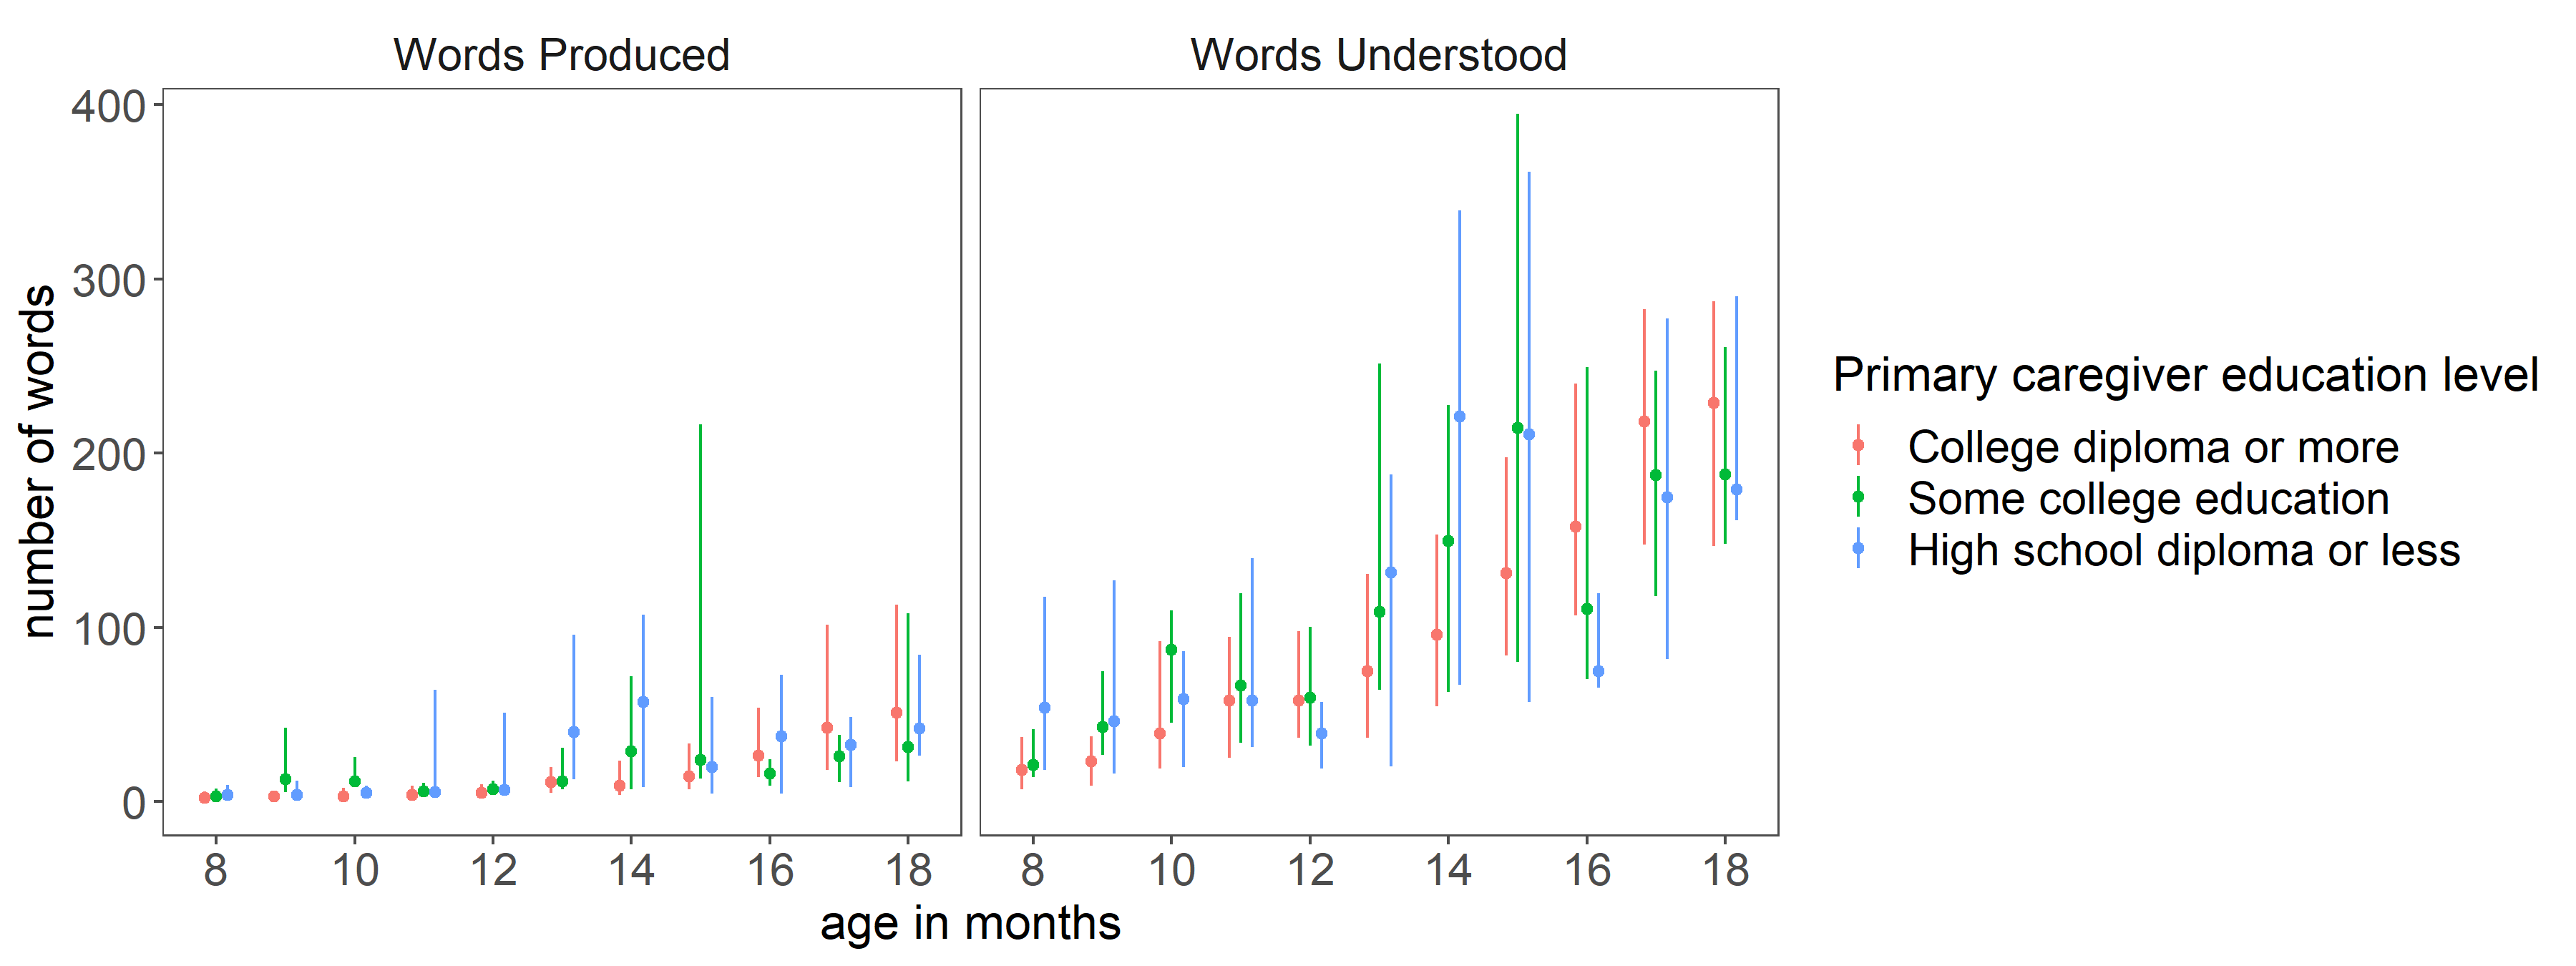 Words Produced
Words Understood
400
300
200
100
0
number of words
8 10 12 14 16 18
8 10 12 14 16 18
age in months
Primary caregiver education level
College diploma or more
Some college education
High school diploma or less